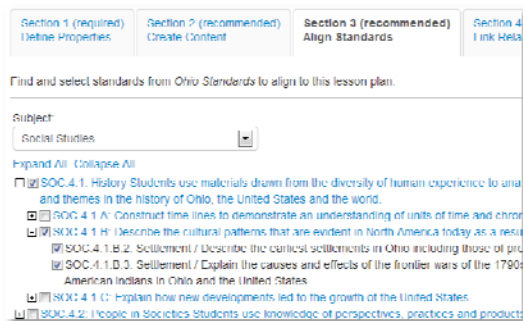 Section 1 (required) Section 2 (recommended) Section 3 (recommended) Section 4
Define Properties Create Content Align Standards Link Rela
Find and select standards from Ohio Standards to align to this lesson plan.
Subject:
Social Studies
Expand All Collapse All
SOC.4.1: History Students use materials drawn from the diversity of human experience to ana
and themes in the history of Ohio, the United States and the world.
SOC.4.1.A: Construct time lines to demonstrate an understanding of units of time and chron
SOC.4.1.B: Describe the cultural patterns that are evident in North America today as a resu
SOC.4.1.B.2. Settlement / Describe the earliest settlements in Ohio including those of pre
SOC.4.1.B.3. Settlement / Explain the causes and effects of the frontier wars of the 1790s
American Indians in Ohio and the United States
SOC.4.1.C: Explain how new developments led to the growth of the United States
SOC.4.2: People in Societies Students use knowledge of perspectives, practices and product